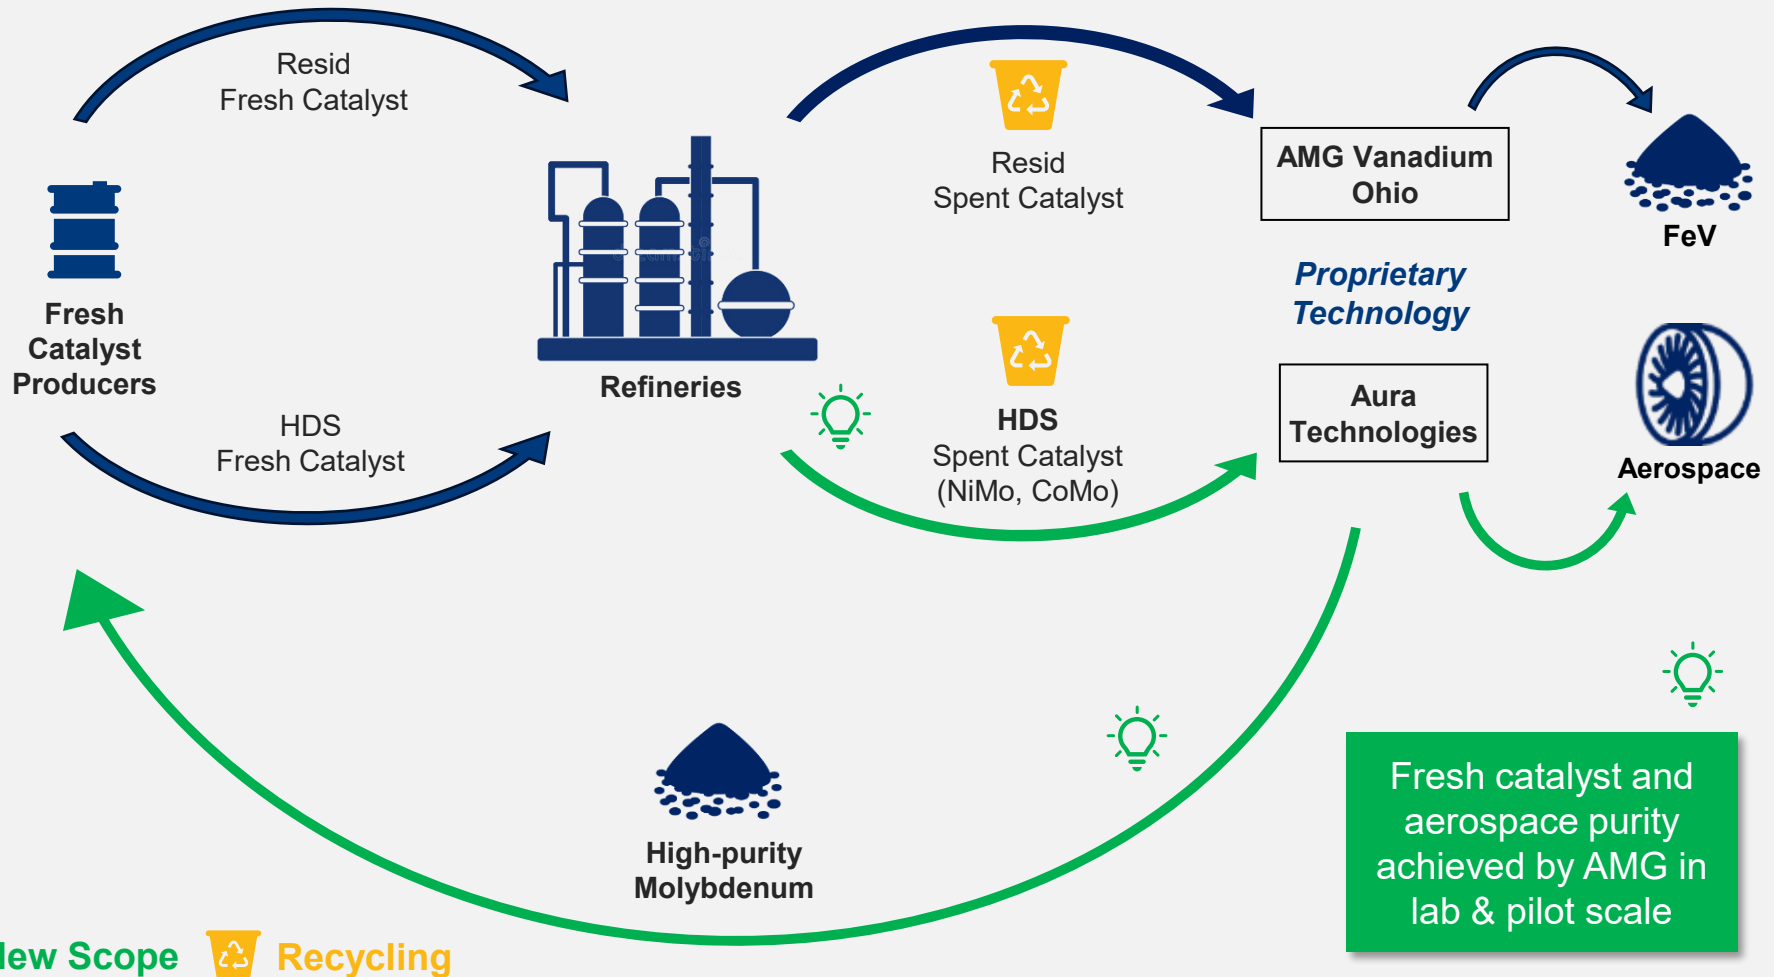 Resid
Fresh Catalyst
Fresh
Catalyst
Producers
HDS
Fresh Catalyst
Refineries
Resid
Spent Catalyst
HDS
Spent Catalyst
(NiMo, CoMo)
AMG Vanadium
Ohio
Proprietary
Technology
Aura
Technologies
FeV
Aerospace
High-purity
Molybdenum
Fresh catalyst and
aerospace purity
achieved by AMG in
lab & pilot scale
Scope
Recycling